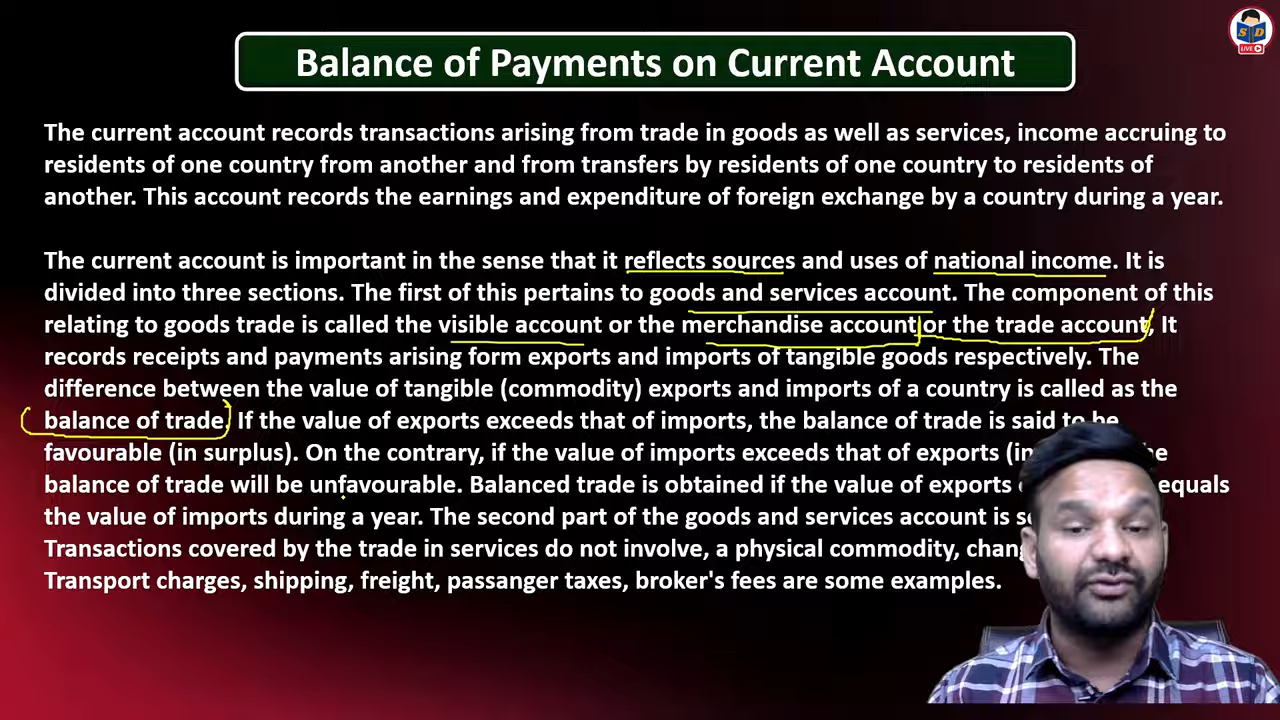 Balance of Payments on Current Account
S D
LIVE
The current account records transactions arising from trade in goods as well as services, income accruing to
residents of one country from another and from transfers by residents of one country to residents of
another. This account records the earnings and expenditure of foreign exchange by a country during a year.
The current account is important in the sense that it reflects sources and uses of national income. It is
divided into three sections. The first of this pertains to goods and services account. The component of this
relating to goods trade is called the visible account or the merchandise account or the trade account, It
records receipts and payments arising form exports and imports of tangible goods respectively. The
difference between the value of tangible (commodity) exports and imports of a country is called as the
balance of trade. If the value of exports exceeds that of imports, the balance of trade is said to be
favourable (in surplus). On the contrary, if the value of imports exceeds that of exports
balance of trade will be unfavourable. Balanced trade is obtained if the value of exports equals
the value of imports during a year. The second part of the goods and services account is
Transactions covered by the trade in services do not involve, a physical commodity,
Transport charges, shipping, freight, passanger taxes, broker's fees are some examples.